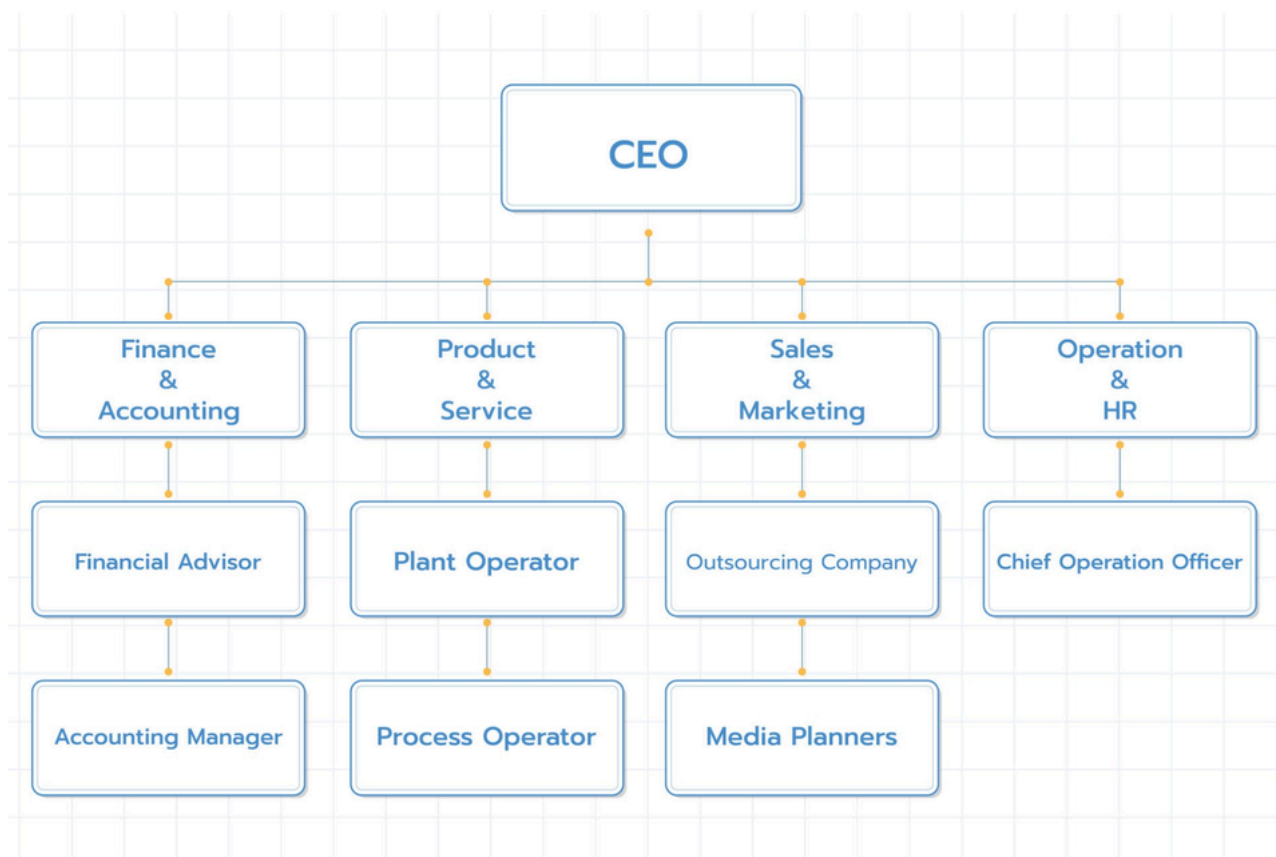 CEO
Finance
&
Accounting
Product
&
Service
Sales
&
Marketing
Operation
&
HR
Financial Advisor
Plant Operator
Outsourcing Company
Chief Operation Officer
Accounting Manager
Process Operator
Media Planners